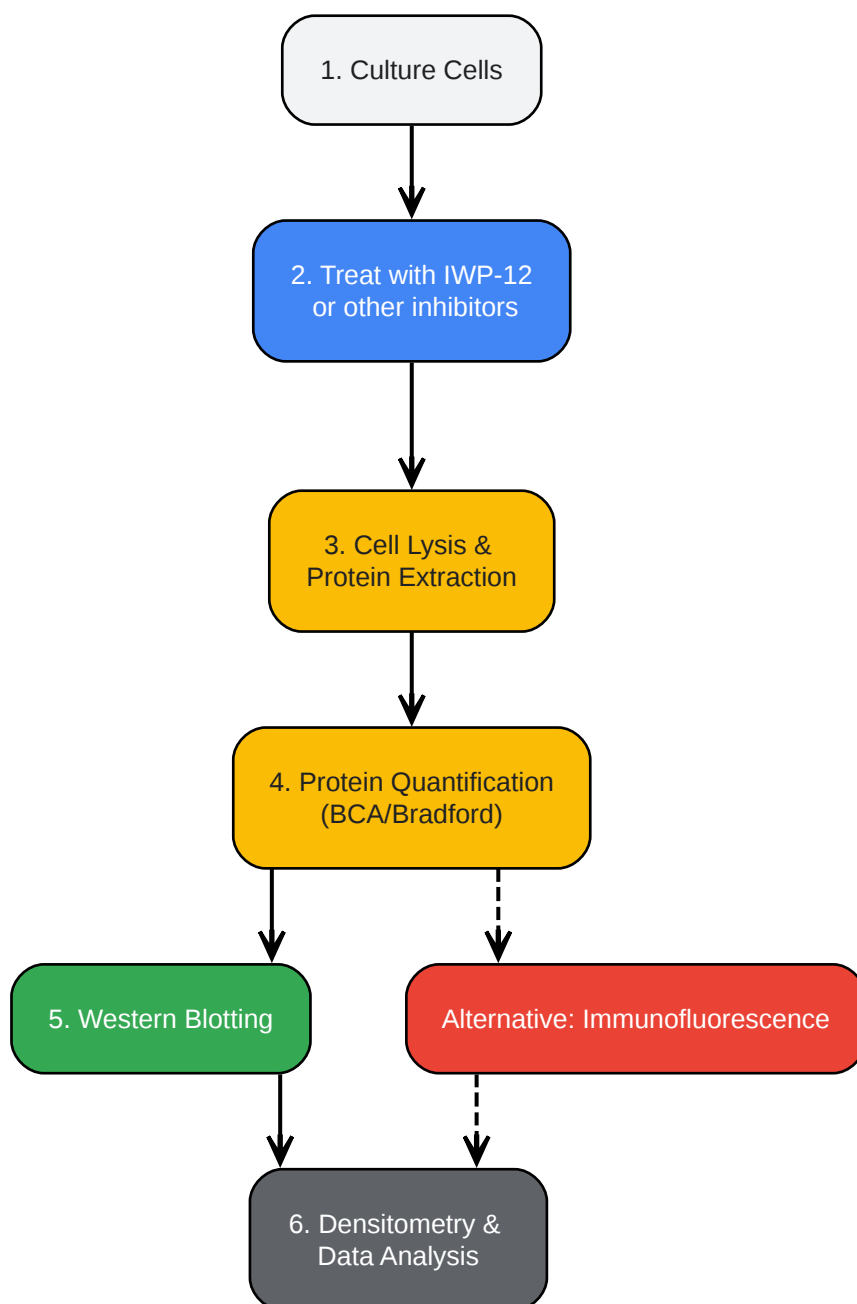 1. Culture Cells
2. Treat with IWP-12
or other inhibitors
3. Cell Lysis &
Protein Extraction
4. Protein Quantification
(BCA/Bradford)
5. Western Blotting
Alternative: Immunofluorescence
6. Densitometry &
Data Analysis